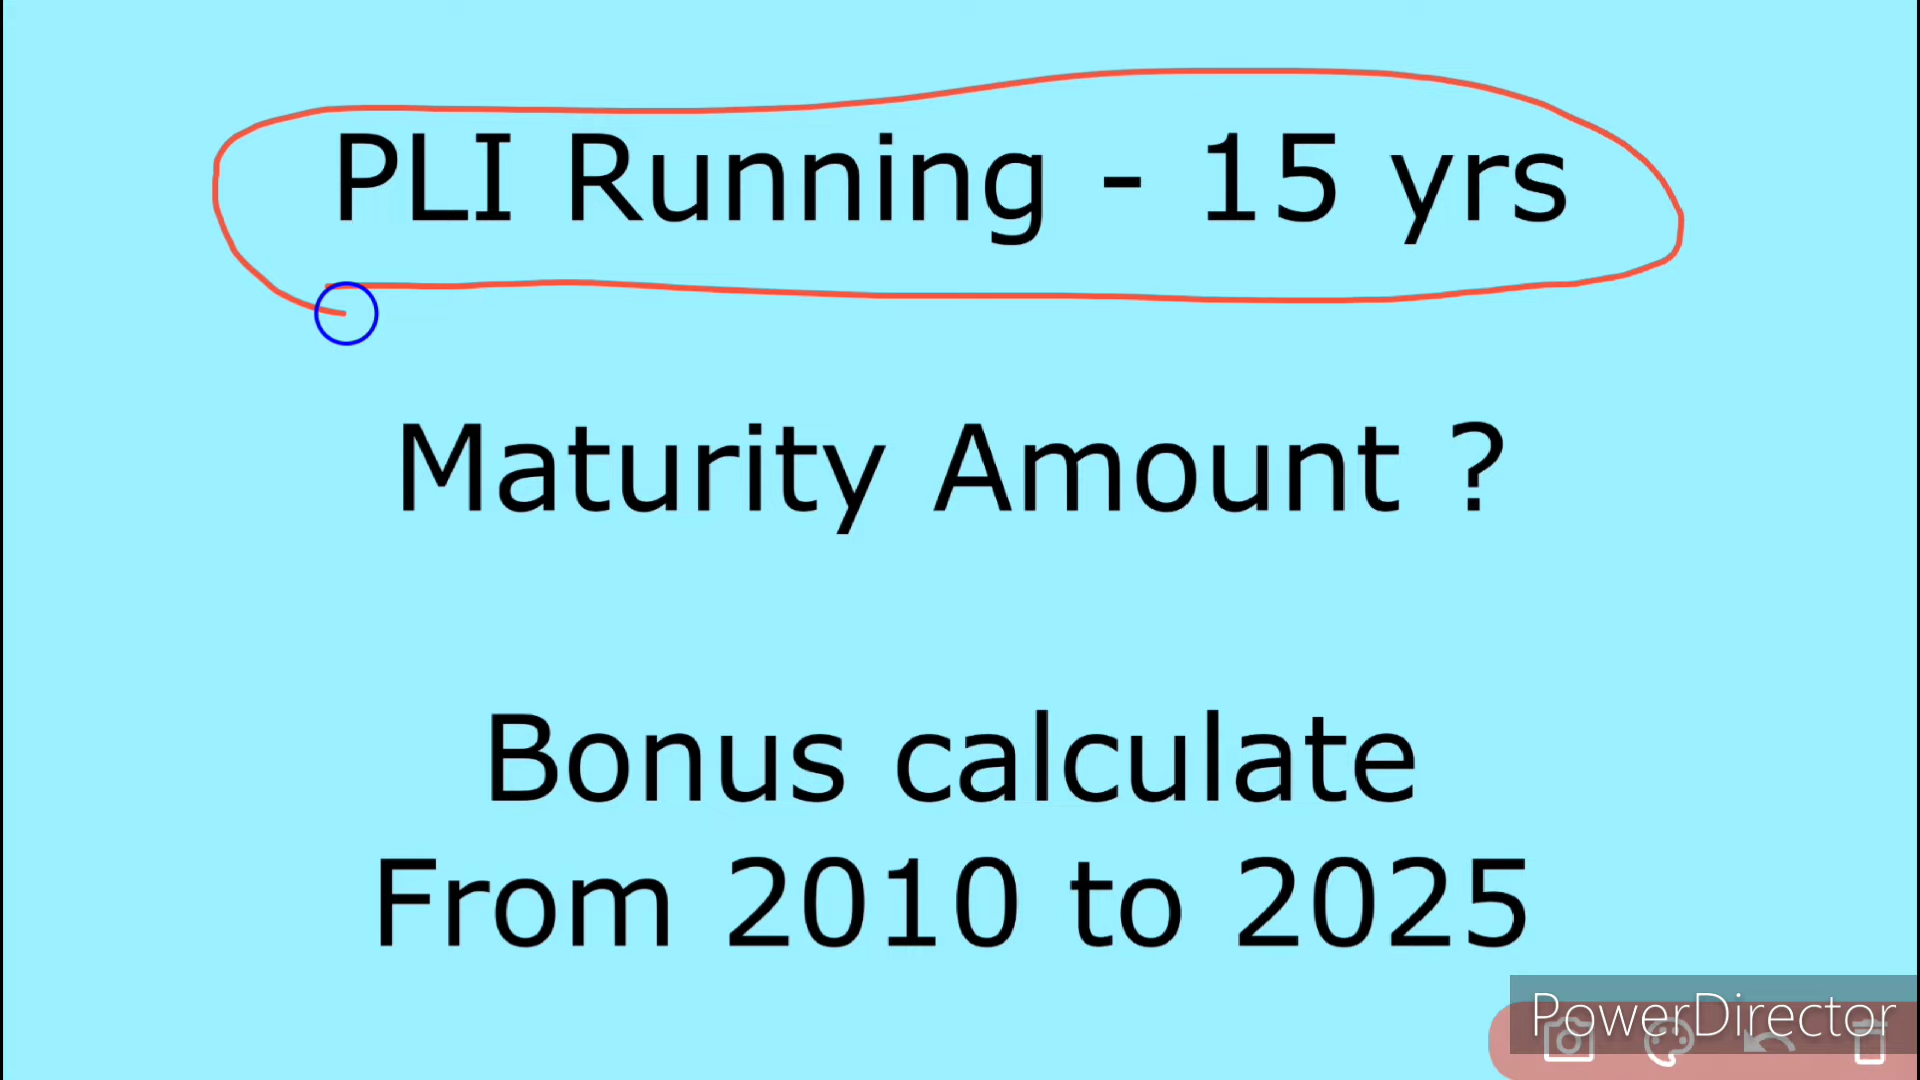 PLI Running - 15 yrs
Maturity Amount ?
Bonus calculate
From 2010 to 2025
PowerDirector